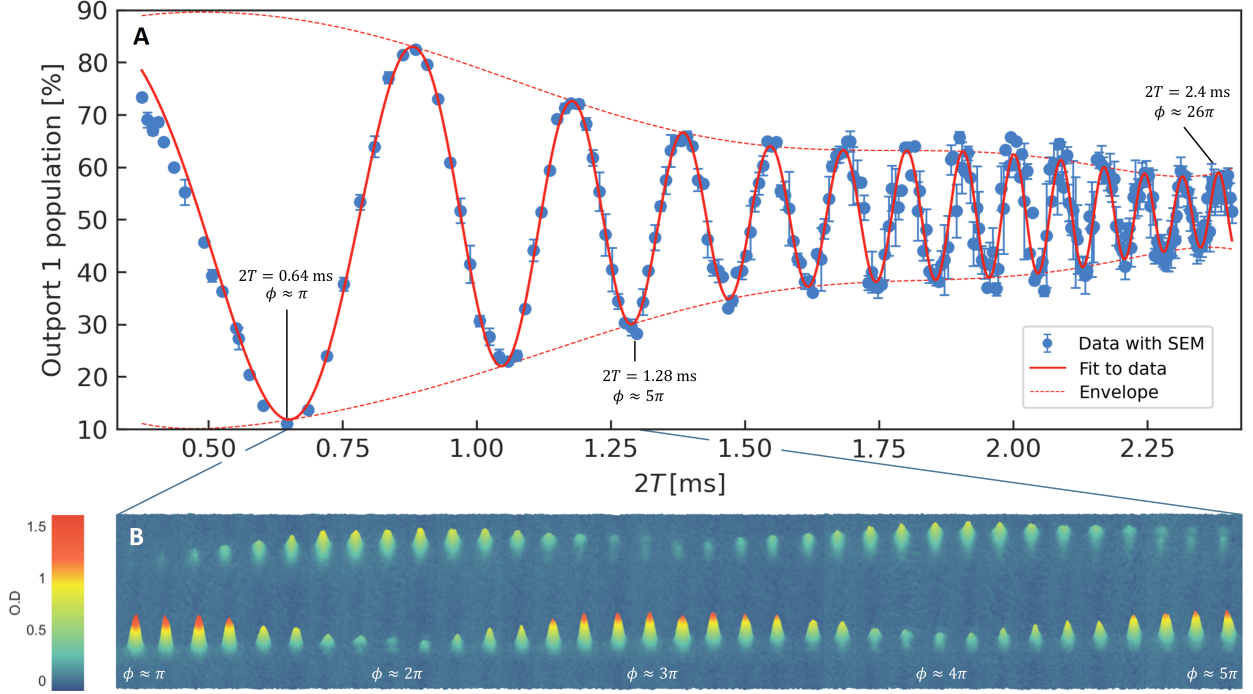 90
80
70
60
50
40
30
20
10
Outport 1 population [%]
A
2T = 0.64 ms
ϕ ≈ π
2T = 1.28 ms
ϕ ≈ 5π
2T = 2.4 ms
ϕ ≈ 26π
Data with SEM
Fit to data
Envelope
0.50 0.75 1.00 1.25 1.50 1.75 2.00 2.25
2T [ms]
1.5
1
0.5
0
O.D
B
ϕ ≈ π ϕ ≈ 2π ϕ ≈ 3π ϕ ≈ 4π ϕ ≈ 5π